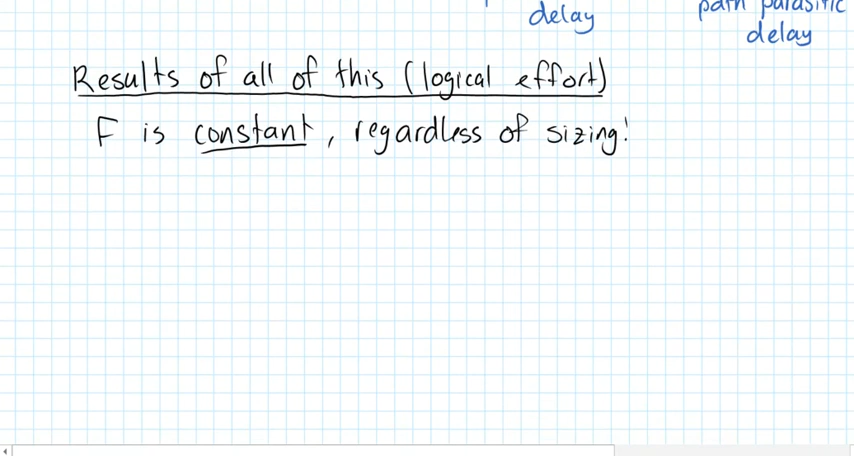 delay
path parasitic
delay
Results of all of this (logical effort)
F is constant, regardless of sizing!